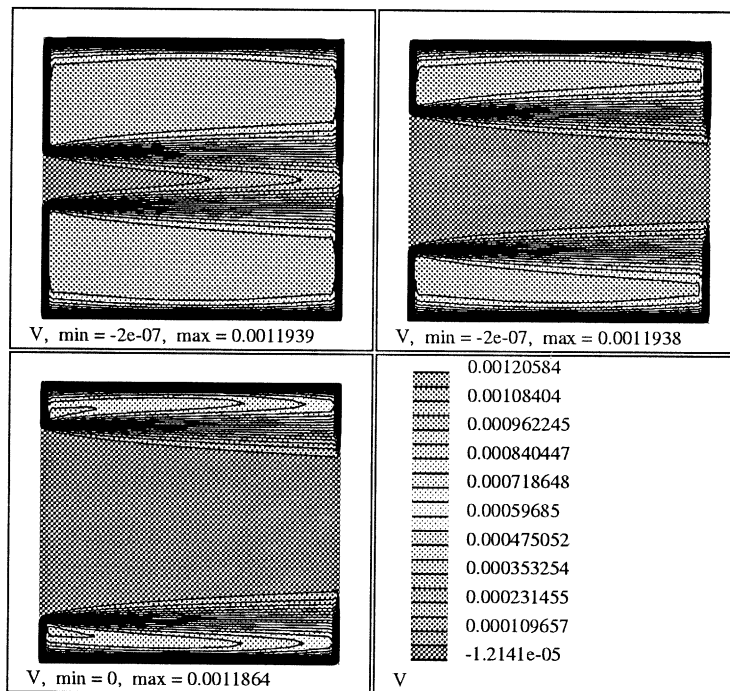 V, min = -2e-07, max = 0.0011939
V, min = -2e-07, max = 0.0011938
V, min = 0, max = 0.0011864
0.00120584
0.00108404
0.000962245
0.000840447
0.000718648
0.00059685
0.000475052
0.000353254
0.000231455
0.000109657
-1.2141e-05
V